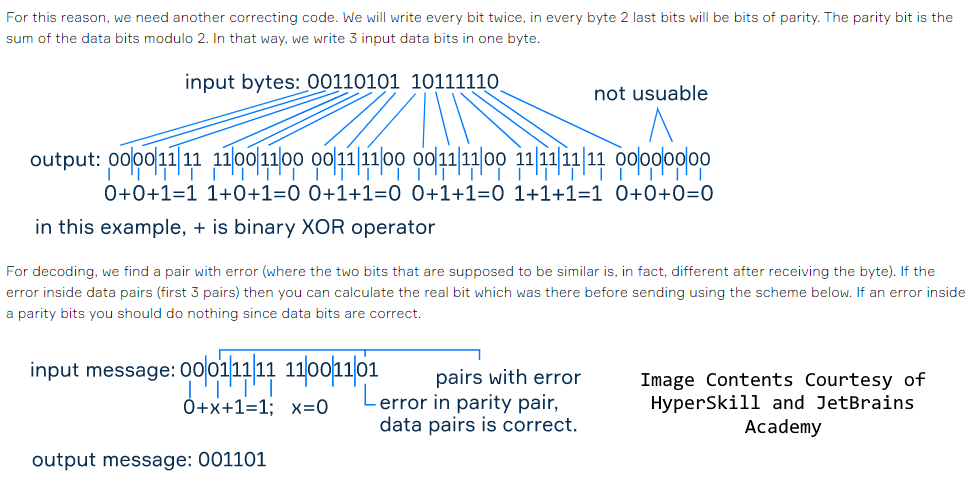 For this reason, we need another correcting code. We will write every bit twice, in every byte 2 last bits will be bits of parity. The parity bit is the
sum of the data bits modulo 2. In that way, we write 3 input data bits in one byte.
input bytes: 00110101 10111110
not usuable
output: 00|00|11|11 11|00|11|00 00|11|11|00 00|11|11|00 11|11|11|11 00|00|00|00
0+0+1=1 1+0+1=0 0+1+1=0 0+1+1=0 1+1+1=1 0+0+0=0
in this example, + is binary XOR operator
For decoding, we find a pair with error (where the two bits that are supposed to be similar is, in fact, different after receiving the byte). If the
error inside data pairs (first 3 pairs) then you can calculate the real bit which was there before sending using the scheme below. If an error inside
a parity bits you should do nothing since data bits are correct.
input message: 00|01|11|11 11|00|11|01
pairs with error
0+x+1=1; x=0
error in parity pair,
data pairs is correct.
output message: 001101
Image Contents Courtesy of
HyperSkill and JetBrains
Academy